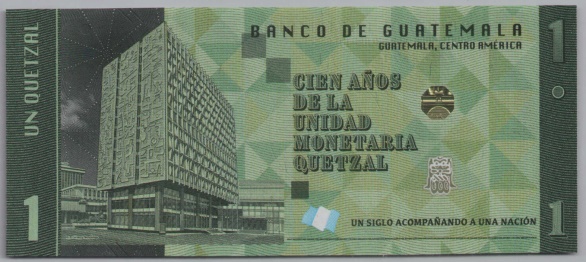 BANCO DE GUATEMALA
GUATEMALA, CENTRO AMÉRICA
UN QUETZAL
1
CIEN AÑOS
DE LA
UNIDAD
MONETARIA
QUETZAL
UN SIGLO ACOMPAÑANDO A UNA NACIÓN
1
1